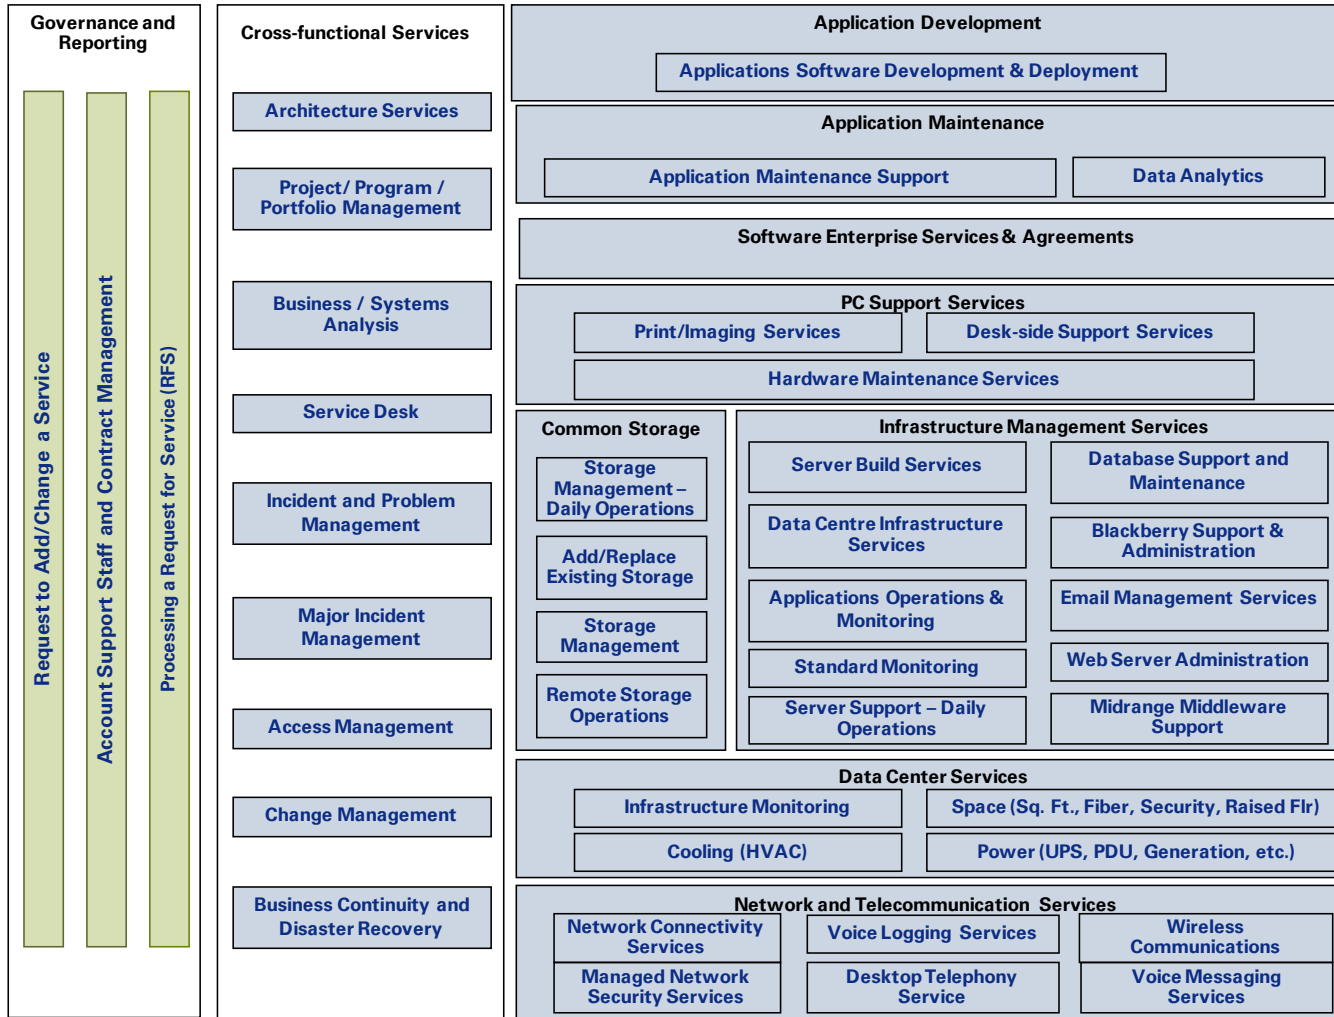 Governance and
Reporting
Request to Add/Change a Service
Account Support Staff and Contract Management
Processing a Request for Service (RFS)
Cross-functional Services
Architecture Services
Project/ Program /
Portfolio Management
Business / Systems
Analysis
Service Desk
Incident and Problem
Management
Major Incident
Management
Access Management
Change Management
Business Continuity and
Disaster Recovery
Application Development
Applications Software Development & Deployment
Application Maintenance
Application Maintenance Support
Data Analytics
Software Enterprise Services & Agreements
PC Support Services
Print/Imaging Services
Desk-side Support Services
Hardware Maintenance Services
Common Storage
Storage
Management –
Daily Operations
Add/Replace
Existing Storage
Storage
Management
Remote Storage
Operations
Infrastructure Management Services
Server Build Services
Data Centre Infrastructure
Services
Applications Operations &
Monitoring
Standard Monitoring
Server Support – Daily
Operations
Database Support and
Maintenance
Blackberry Support &
Administration
Email Management Services
Web Server Administration
Midrange Middleware
Support
Data Center Services
Infrastructure Monitoring
Space (Sq. Ft., Fiber, Security, Raised Flr)
Cooling (HVAC)
Power (UPS, PDU, Generation, etc.)
Network and Telecommunication Services
Network Connectivity
Services
Voice Logging Services
Wireless
Communications
Managed Network
Security Services
Desktop Telephony
Service
Voice Messaging
Services